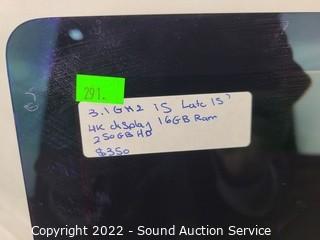 291.
3.1GHZ i5 Late 15'
4K display 16GB Ram
250GB HD
$350
Copyright 2022 - Sound Auction Service